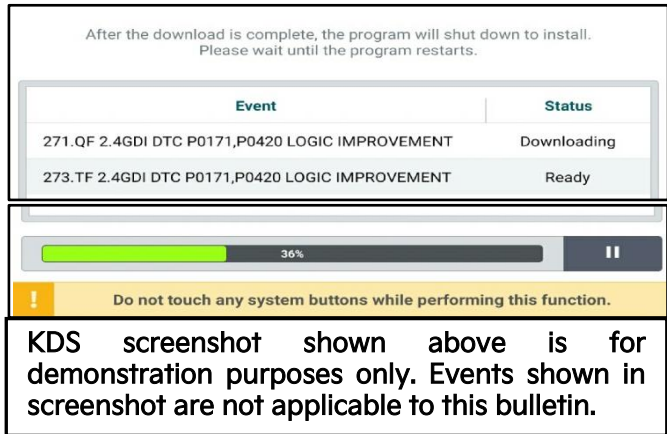 After the download is complete, the program will shut down to install.
Please wait until the program restarts.
Event Status
271.QF 2.4GDI DTC P0171,P0420 LOGIC IMPROVEMENT Downloading
273.TF 2.4GDI DTC P0171,P0420 LOGIC IMPROVEMENT Ready
36%
! Do not touch any system buttons while performing this function.
KDS screenshot shown above is for
demonstration purposes only. Events shown in
screenshot are not applicable to this bulletin.